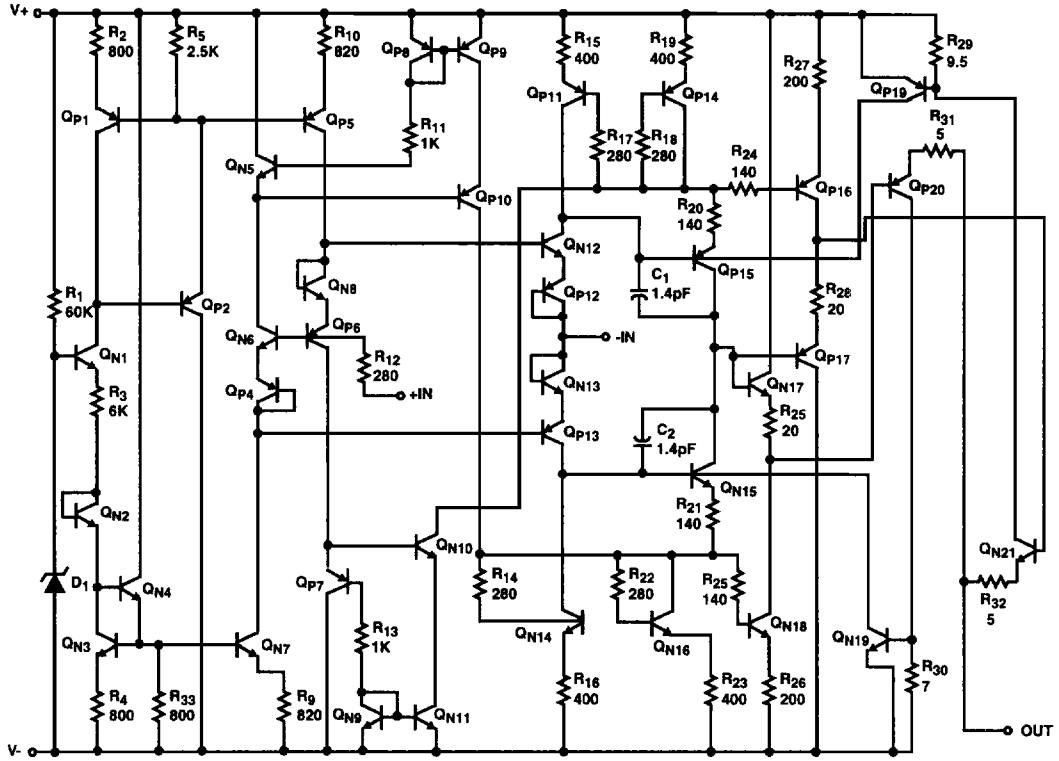 V+
R2
800
R5
2.5K
R10
820
QP8
QP9
R15
400
R19
400
R27
200
R29
9.5
QP19
QP11
QP14
QP1
QP5
R11
1K
R17
280
R18
280
R31
5
R24
140
QN5
QP10
QP16
QP20
R20
140
QN12
QP15
R1
60K
QP2
QN8
QP12
C1
1.4pF
R28
20
QP6
-IN
QN1
QN6
R12
280
QP17
R3
6K
QP4
+IN
QN13
QN17
R25
20
QP13
C2
1.4pF
QN2
QN15
R21
140
QN10
QN21
D1
QN4
QP7
R14
280
R22
280
R25
140
R32
5
QN3
QN7
R13
1K
QN14
QN16
QN18
QN19
R4
800
R33
800
R9
820
QN9
QN11
R16
400
R23
400
R26
200
R30
7
V-
OUT